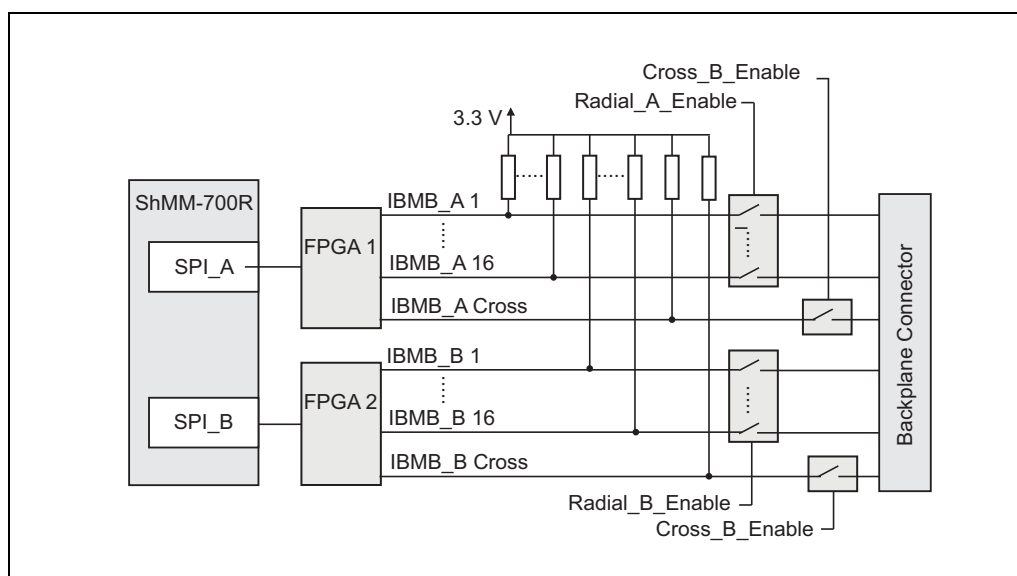 Cross_B_Enable
Radial_A_Enable
3.3 V
ShMM-700R
SPI_A
FPGA 1
IBMB_A 1
IBMB_A 16
IBMB_A Cross
SPI_B
FPGA 2
IBMB_B 1
IBMB_B 16
IBMB_B Cross
Backplane Connector
Radial_B_Enable
Cross_B_Enable